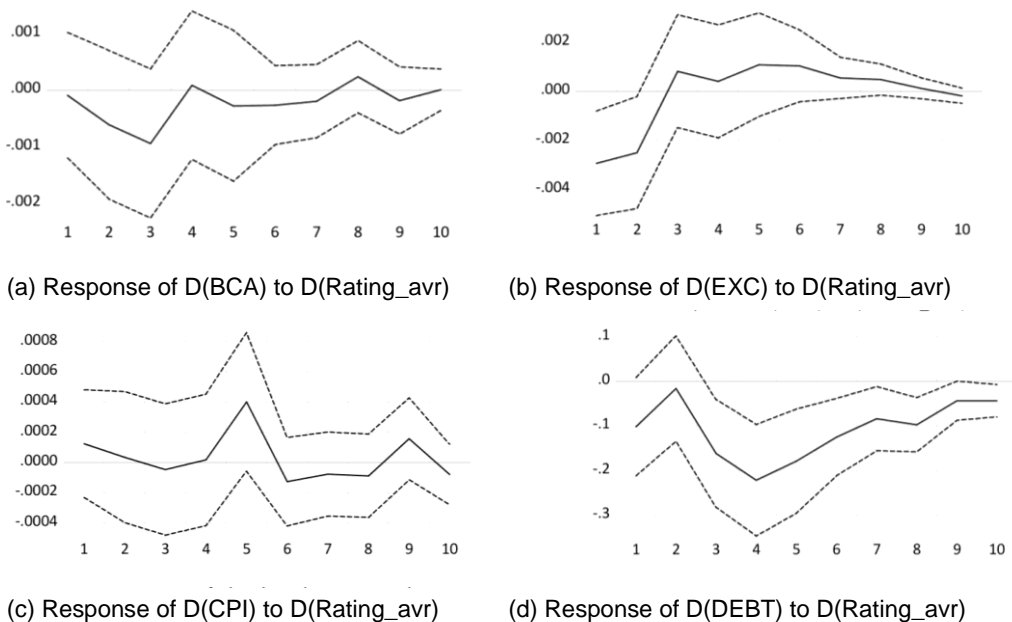 .001
.000
-.001
-.002
1 2 3 4 5 6 7 8 9 10
.002
.000
-.002
-.004
1 2 3 4 5 6 7 8 9 10
(a) Response of D(BCA) to D(Rating_avr)
(b) Response of D(EXC) to D(Rating_avr)
.0008
.0006
.0004
.0002
.0000
-.0002
-.0004
1 2 3 4 5 6 7 8 9 10
.1
.0
-.1
-.2
-.3
1 2 3 4 5 6 7 8 9 10
(c) Response of D(CPI) to D(Rating_avr)
(d) Response of D(DEBT) to D(Rating_avr)